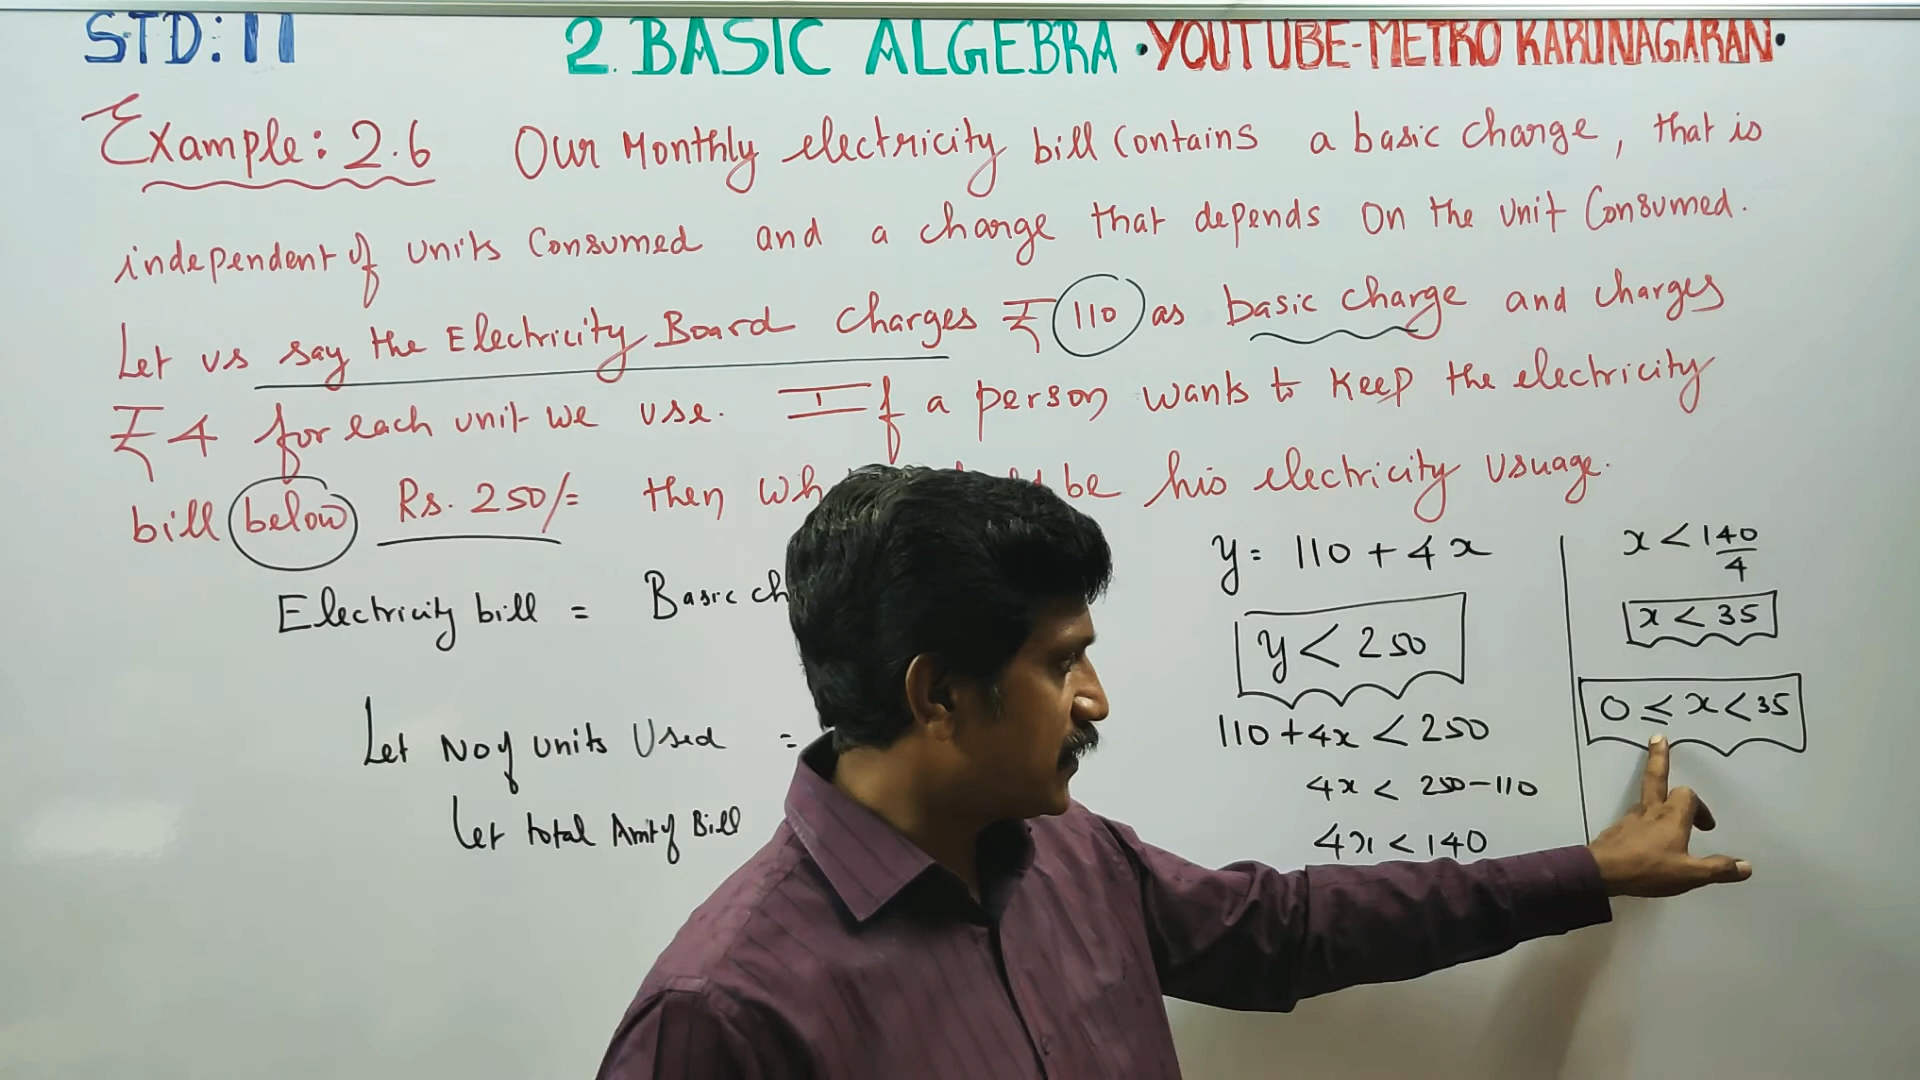 STD: 11 2. BASIC ALGEBRA • YOUTUBE-METRO KARUNAGARAN •
Example: 2.6 Our Monthly electricity bill contains a basic charge, that is
independent of units consumed and a charge that depends on the unit consumed.
Let us say the Electricity Board charges ₹ 110 as basic charge and charges
₹ 4 for each unit we use. If a person wants to keep the electricity
bill below Rs. 250/= then be his electricity usuage.
Electricity bill = Basic
Let No of units Used =
Let total Amt of Bill
y = 110 + 4x
y < 250
110 + 4x < 250
4x < 250 - 110
4x < 140
x < 140/4
x < 35
0 ≤ x < 35